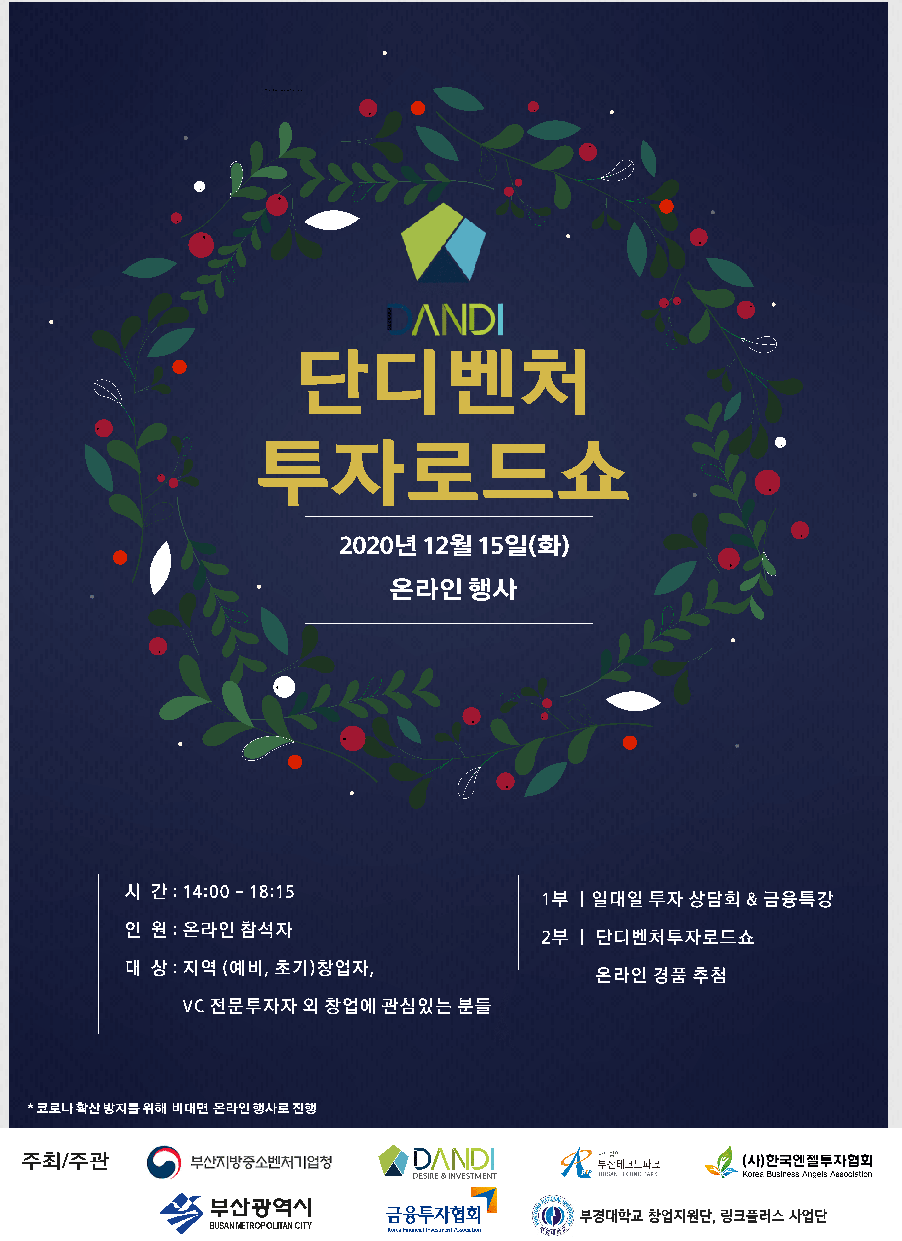 DANDI
단디벤처
투자로드쇼
2020년 12월 15일(화)
온라인 행사
시 간 : 14:00 - 18:15
인 원 : 온라인 참석자
대 상 : 지역 (예비, 초기)창업자,
VC 전문투자자 외 창업에 관심있는 분들
1부 | 일대일 투자 상담회 & 금융특강
2부 | 단디벤처투자로드쇼
온라인 경품 추첨
* 코로나 확산 방지를 위해 비대면 온라인 행사로 진행
주최/주관
부산지방중소벤처기업청
DANDI
DESIRE & INVESTMENT
부산테크노파크
BUSAN TECHNO PARK
(사)한국엔젤투자협회
Korea Business Angels Association
부산광역시
BUSAN METROPOLITAN CITY
금융투자협회
Korea Financial Investment Association
부경대학교 창업지원단, 링크플러스 사업단